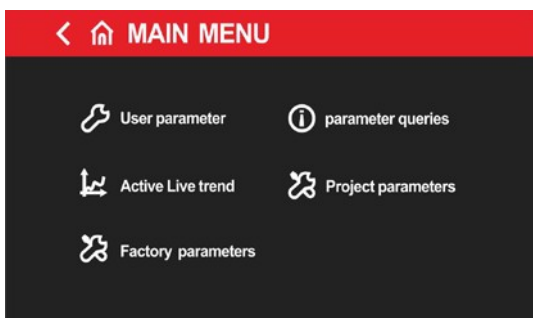 MAIN MENU
User parameter
parameter queries
Active Live trend
Project parameters
Factory parameters